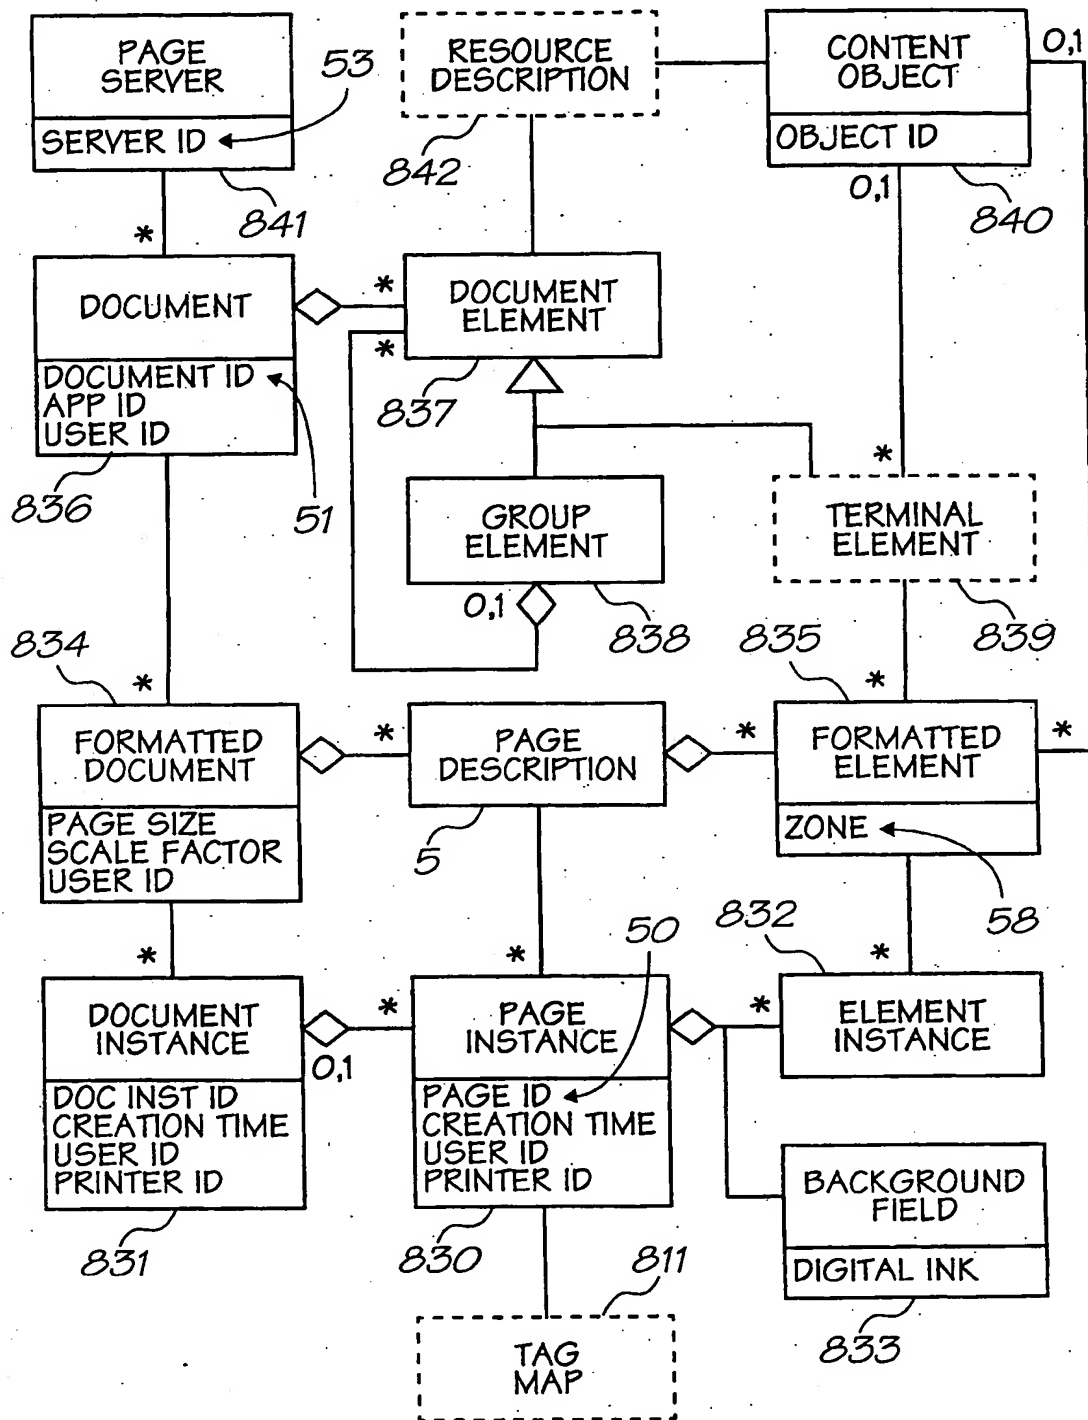 PAGE
SERVER
53
SERVER ID
841
*
RESOURCE
DESCRIPTION
842
CONTENT
OBJECT
0,1
OBJECT ID
0,1
840
DOCUMENT
*
*
DOCUMENT
ELEMENT
DOCUMENT ID
APP ID
USER ID
836
51
837
GROUP
ELEMENT
0,1
838
*
TERMINAL
ELEMENT
839
834
*
FORMATTED
DOCUMENT
PAGE SIZE
SCALE FACTOR
USER ID
*
PAGE
DESCRIPTION
5
835
*
*
FORMATTED
ELEMENT
*
ZONE
58
*
DOCUMENT
INSTANCE
0,1
DOC INST ID
CREATION TIME
USER ID
PRINTER ID
831
50
*
*
PAGE
INSTANCE
PAGE ID
CREATION TIME
USER ID
PRINTER ID
830
832
*
*
ELEMENT
INSTANCE
BACKGROUND
FIELD
DIGITAL INK
833
811
TAG
MAP